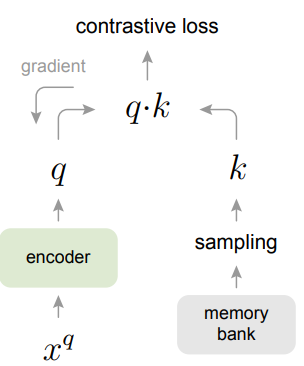 contrastive loss
gradient
q·k
q
k
encoder
sampling
memory
bank
x^q